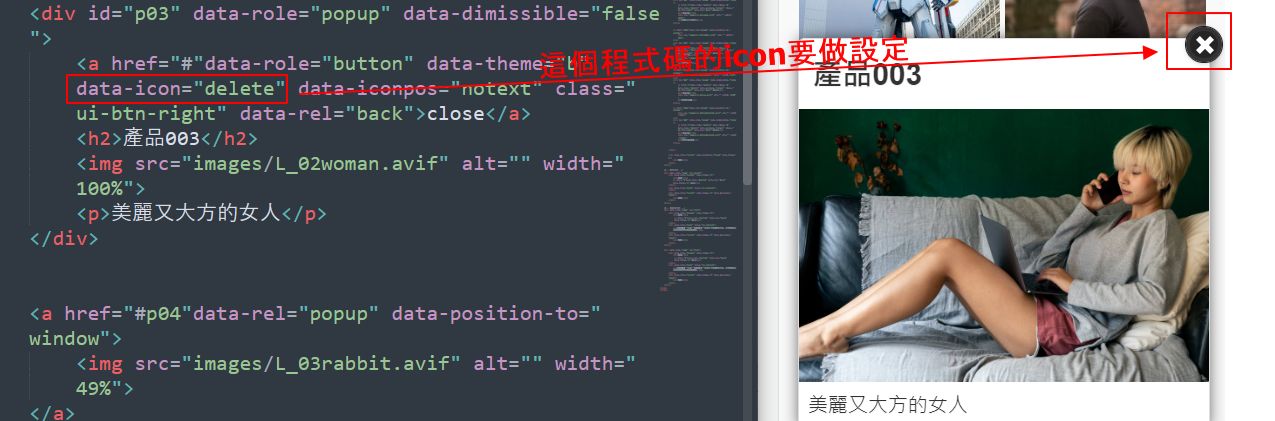 <div id="p03" data-role="popup" data-dimissible="false
">
<a href="#"data-role="button" data-theme="b"
data-icon="delete" data-iconpos="notext" class="
ui-btn-right" data-rel="back">close</a>
<h2>產品003</h2>
<img src="images/L_02woman.avif" alt="" width="
100%">
<p>美麗又大方的女人</p>
</div>
<a href="#p04"data-rel="popup" data-position-to="
window">
<img src="images/L_03rabbit.avif" alt="" width="
49%">
</a>
這個程式碼的icon要做設定
產品003
美麗又大方的女人